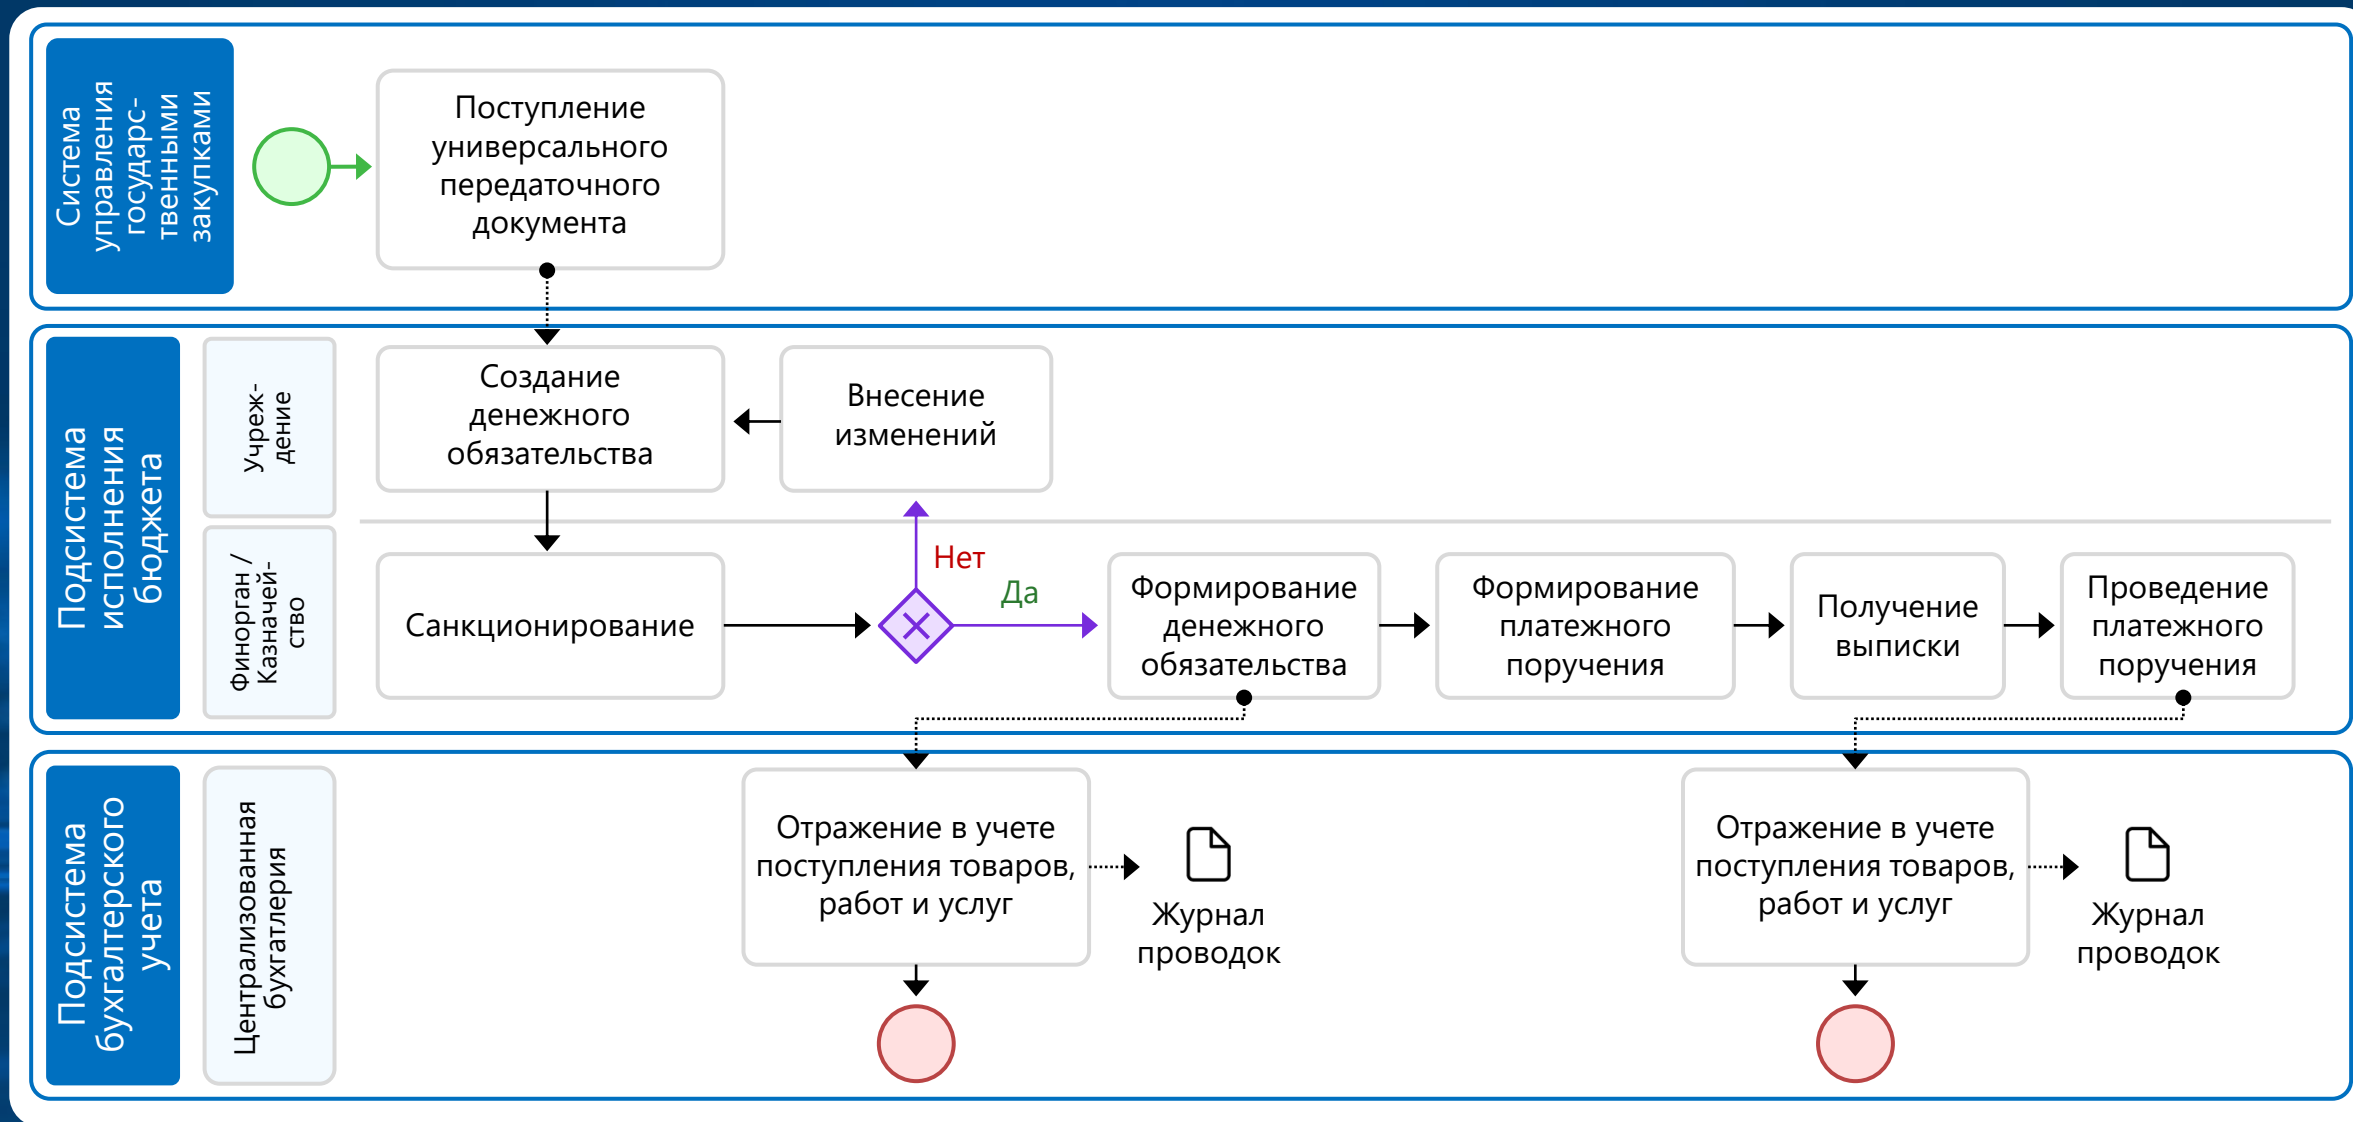 Система
управления
государс-
твенными
закупками
Поступление
универсального
передаточного
документа
Подсистема
исполнения
бюджета
Учреж-
дение
Создание
денежного
обязательства
Внесение
изменений
Финорган /
Казначей-
ство
Санкционирование
Нет
Да
Формирование
денежного
обязательства
Формирование
платежного
поручения
Получение
выписки
Проведение
платежного
поручения
Подсистема
бухгалтерского
учета
Централизованная
бухгатлерия
Отражение в учете
поступления товаров,
работ и услуг
Журнал
проводок
Отражение в учете
поступления товаров,
работ и услуг
Журнал
проводок